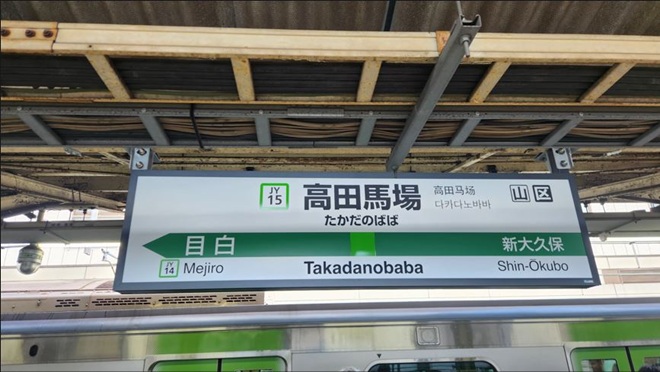 JY
15
高田馬場
たかだのばば
高田马场
다카다노바바
山 区
目白
新大久保
JY
14
Mejiro
Takadanobaba
Shin-Ōkubo